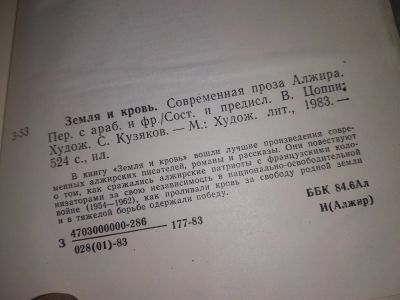 Земля и кровь. Современная проза Алжира.
З-53
Пер. с араб. и фр./Сост. и предисл. В. Цоппи;
Худож. С. Кузяков. — М.: Худож. лит., 1983. —
524 с., ил.
В книгу «Земля и кровь» вошли лучшие произведения совре-
менных алжирских писателей, романы и рассказы. Они повествуют
о том, как сражались алжирские патриоты с французскими коло-
низаторами за свою независимость в национально-освободительной
войне (1954—1962), как проливали кровь за свободу родной земли
и в тяжелой борьбе одержали победу.
З 4703000000-286 177-83
028(01)-83
ББК 84.6Ал
И(Алжир)